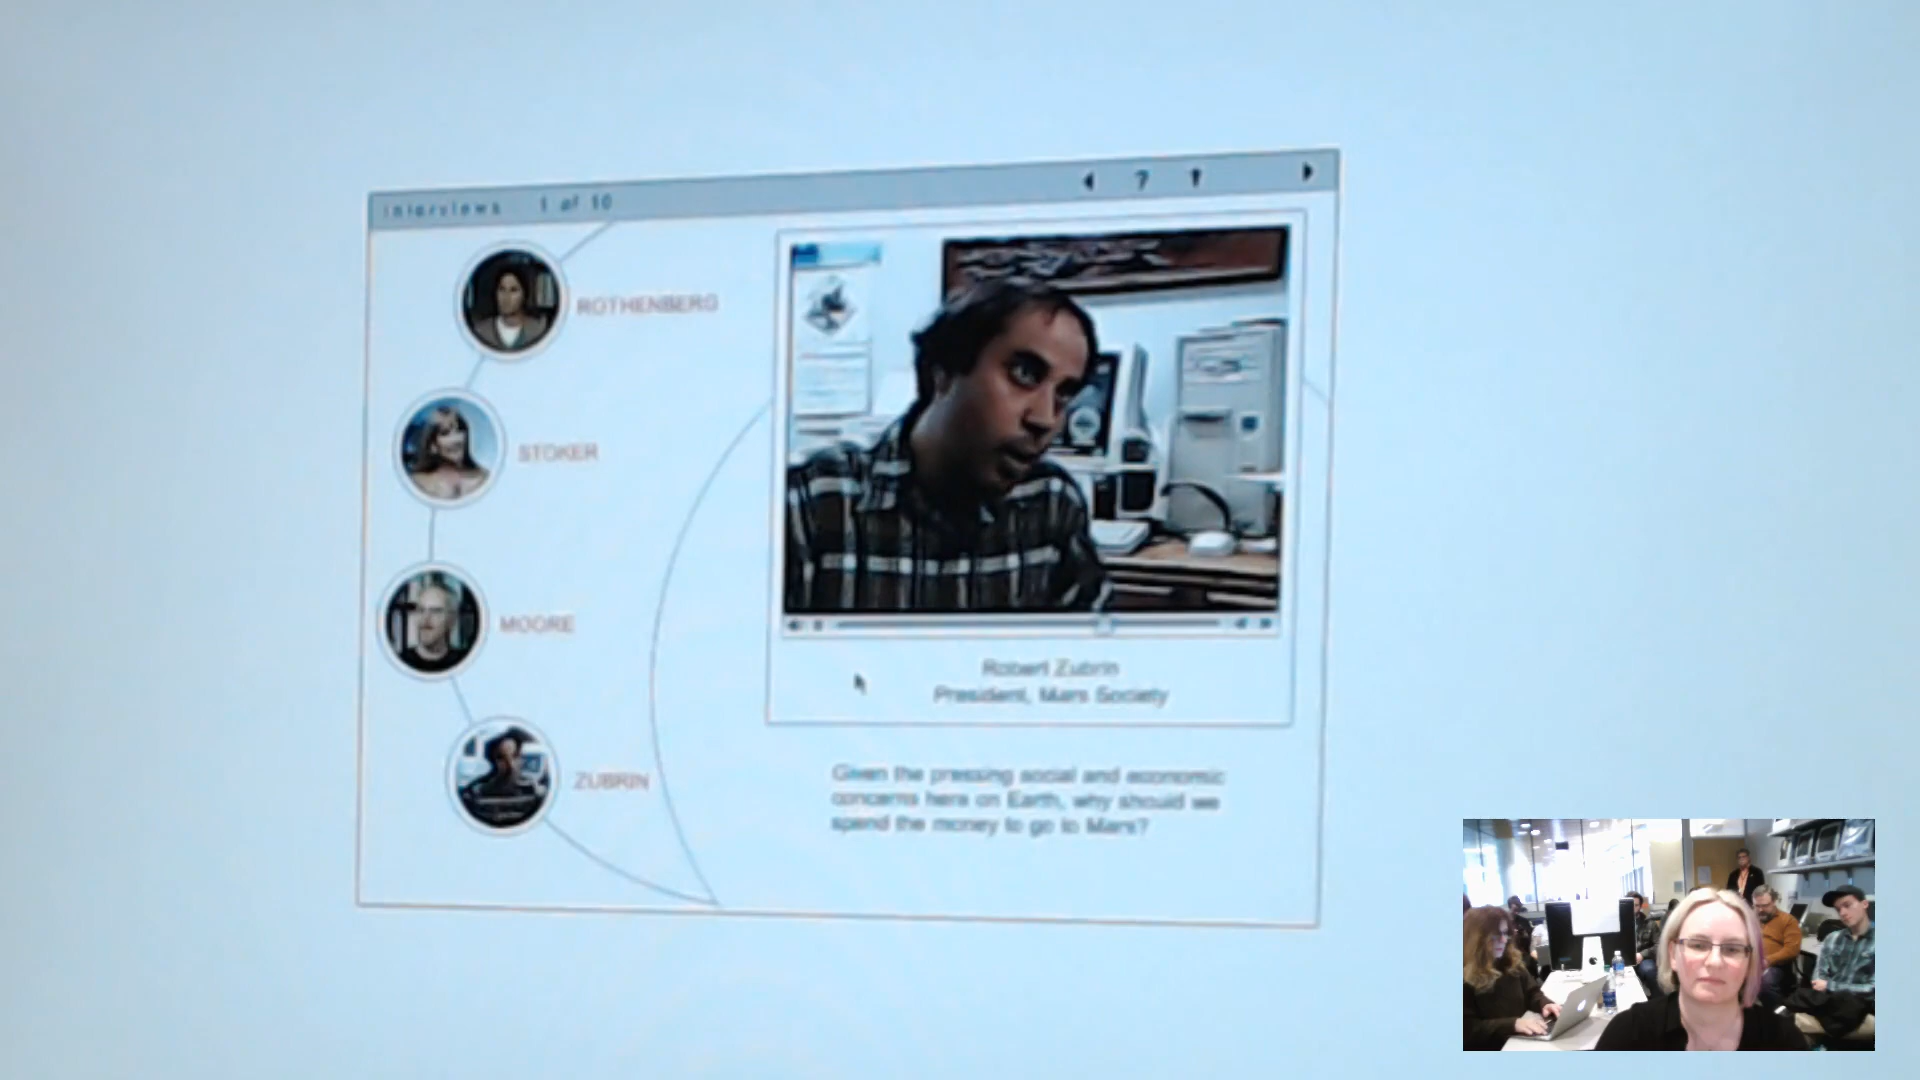 interviews 1 of 10
?
ROTHENBERG
STOKER
MOORE
ZUBRIN
Robert Zubrin
President, Mars Society
Given the pressing social and economic
concerns here on Earth, why should we
spend the money to go to Mars?